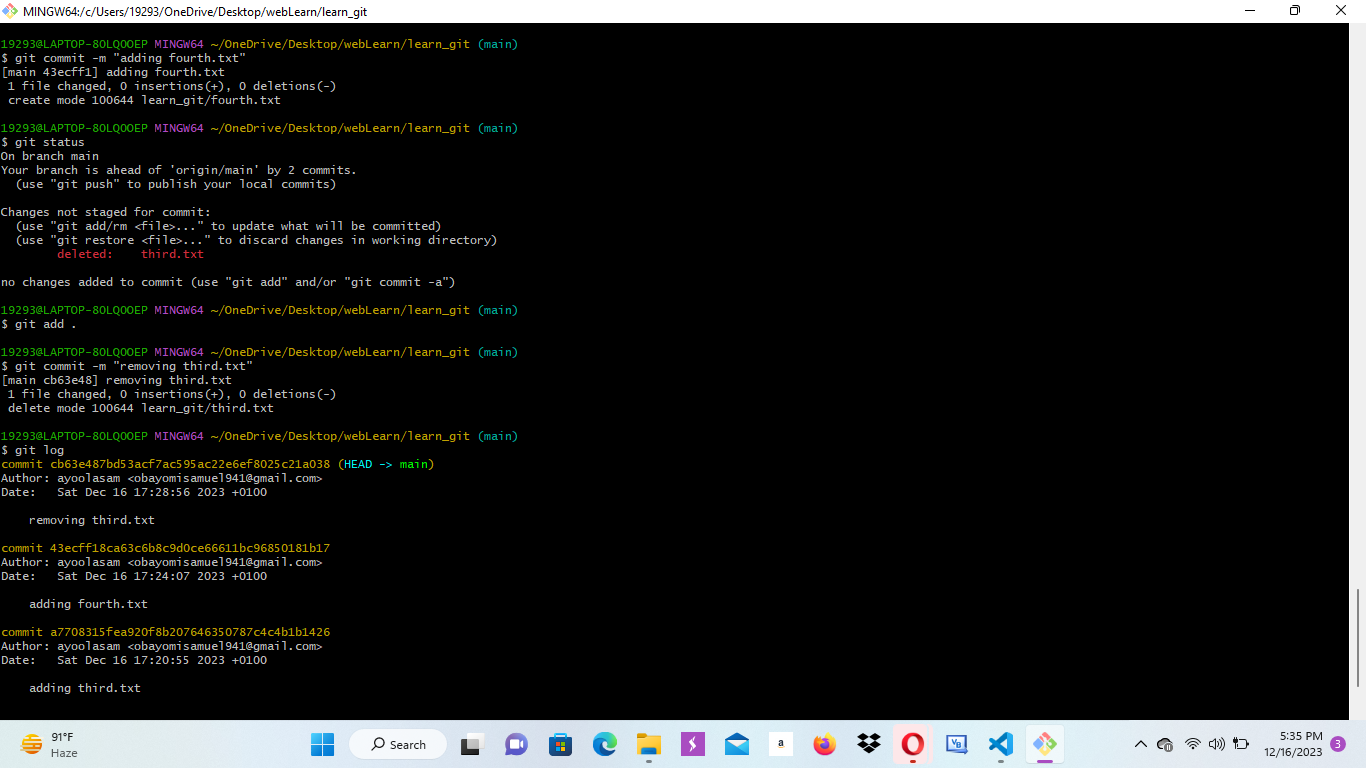 MINGW64:/c/Users/19293/OneDrive/Desktop/webLearn/learn_git
19293@LAPTOP-8OLQOOEP MINGW64 ~/OneDrive/Desktop/webLearn/learn_git (main)
$ git commit -m "adding fourth.txt"
[main 43ecff1] adding fourth.txt
 1 file changed, 0 insertions(+), 0 deletions(-)
 create mode 100644 learn_git/fourth.txt
19293@LAPTOP-8OLQOOEP MINGW64 ~/OneDrive/Desktop/webLearn/learn_git (main)
$ git status
On branch main
Your branch is ahead of 'origin/main' by 2 commits.
  (use "git push" to publish your local commits)
Changes not staged for commit:
  (use "git add/rm <file>..." to update what will be committed)
  (use "git restore <file>..." to discard changes in working directory)
        deleted:    third.txt
no changes added to commit (use "git add" and/or "git commit -a")
19293@LAPTOP-8OLQOOEP MINGW64 ~/OneDrive/Desktop/webLearn/learn_git (main)
$ git add .
19293@LAPTOP-8OLQOOEP MINGW64 ~/OneDrive/Desktop/webLearn/learn_git (main)
$ git commit -m "removing third.txt"
[main cb63e48] removing third.txt
 1 file changed, 0 insertions(+), 0 deletions(-)
 delete mode 100644 learn_git/third.txt
19293@LAPTOP-8OLQOOEP MINGW64 ~/OneDrive/Desktop/webLearn/learn_git (main)
$ git log
commit cb63e487bd53acf7ac595ac22e6ef8025c21a038 (HEAD -> main)
Author: ayoolasam <obayomisamuel941@gmail.com>
Date:   Sat Dec 16 17:28:56 2023 +0100
    removing third.txt
commit 43ecff18ca63c6b8c9d0ce66611bc96850181b17
Author: ayoolasam <obayomisamuel941@gmail.com>
Date:   Sat Dec 16 17:24:07 2023 +0100
    adding fourth.txt
commit a7708315fea920f8b207646350787c4c4b1b1426
Author: ayoolasam <obayomisamuel941@gmail.com>
Date:   Sat Dec 16 17:20:55 2023 +0100
    adding third.txt
91°F
Haze
Search
a
VB
5:35 PM
12/16/2023
3